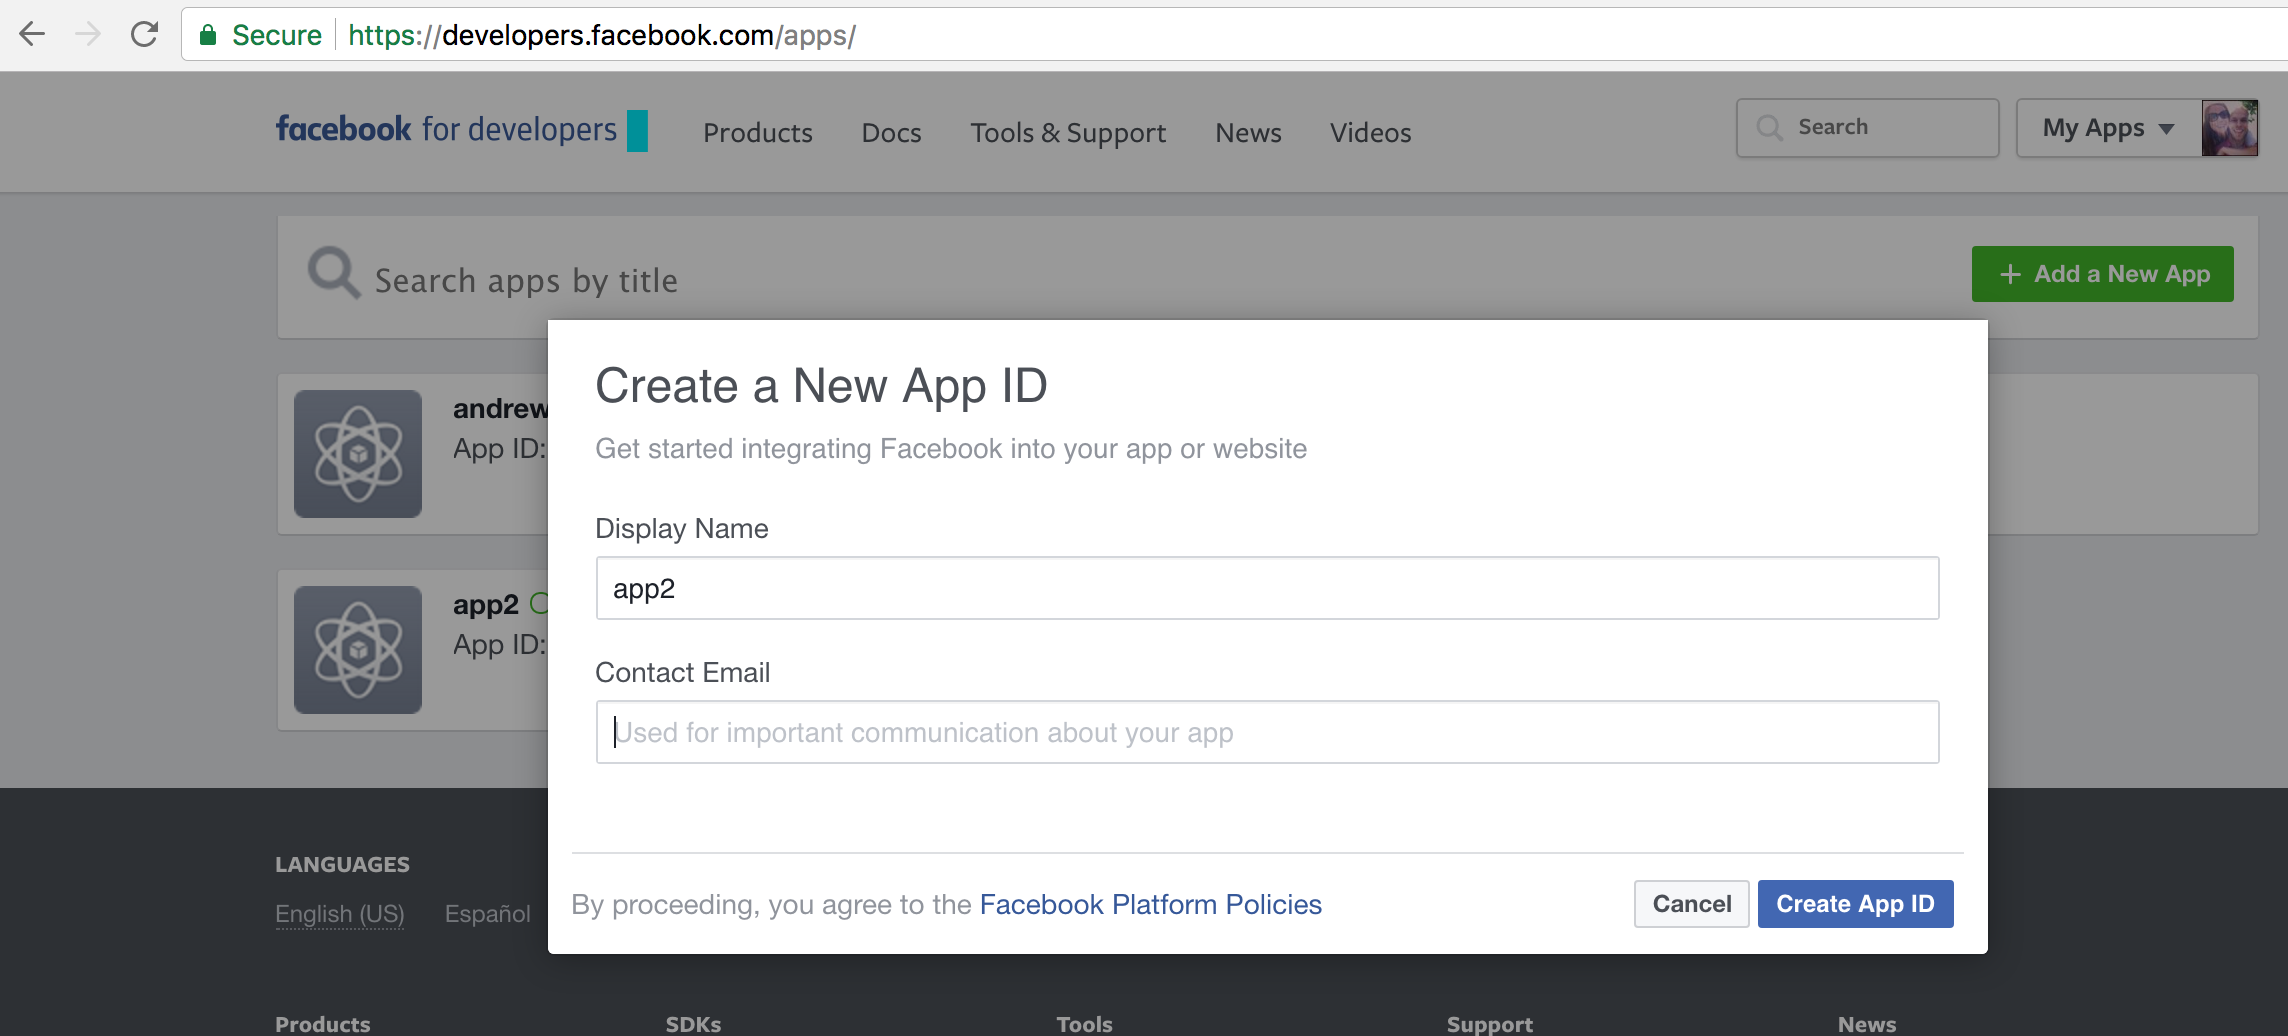 Secure https://developers.facebook.com/apps/
facebook for developers Products Docs Tools & Support News Videos Search My Apps
Search apps by title + Add a New App
Create a New App ID
Get started integrating Facebook into your app or website
andrew
App ID:
Display Name
app2
app2
App ID:
Contact Email
Used for important communication about your app
LANGUAGES
English (US) Español
By proceeding, you agree to the Facebook Platform Policies Cancel Create App ID
Products SDKs Tools Support News